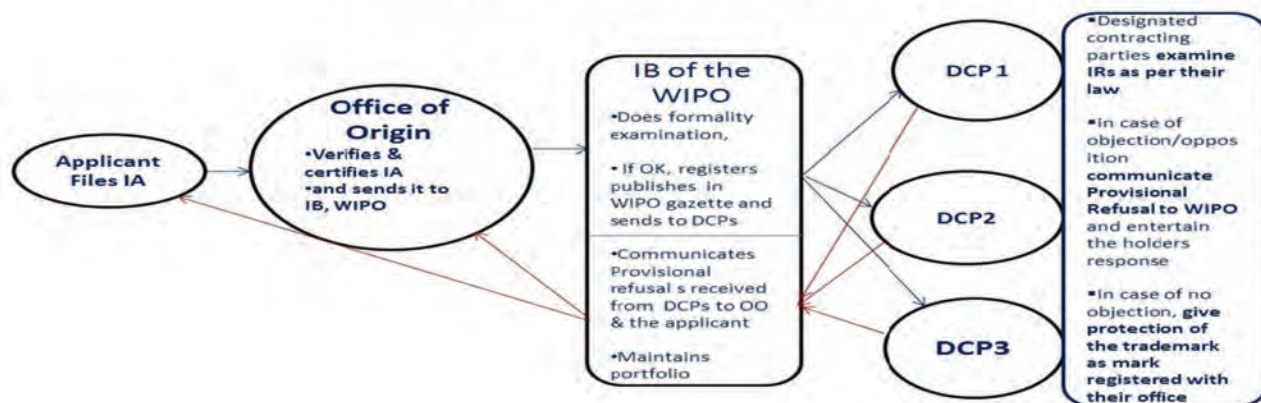 Applicant
Files IA
Office of
Origin
•Verifies &
certifies IA
•and sends it to
IB, WIPO
IB of the
WIPO
•Does formality
examination,
• If OK, registers
publishes in
WIPO gazette and
sends to DCPs
•Communicates
Provisional
refusal s received
from DCPs to OO
& the applicant
•Maintains
portfolio
DCP 1
DCP2
DCP3
▪Designated
contracting
parties examine
IRs as per their
law
▪in case of
objection/oppos
ition
communicate
Provisional
Refusal to WIPO
and entertain
the holders
response
▪In case of no
objection, give
protection of
the trademark
as mark
registered with
their office